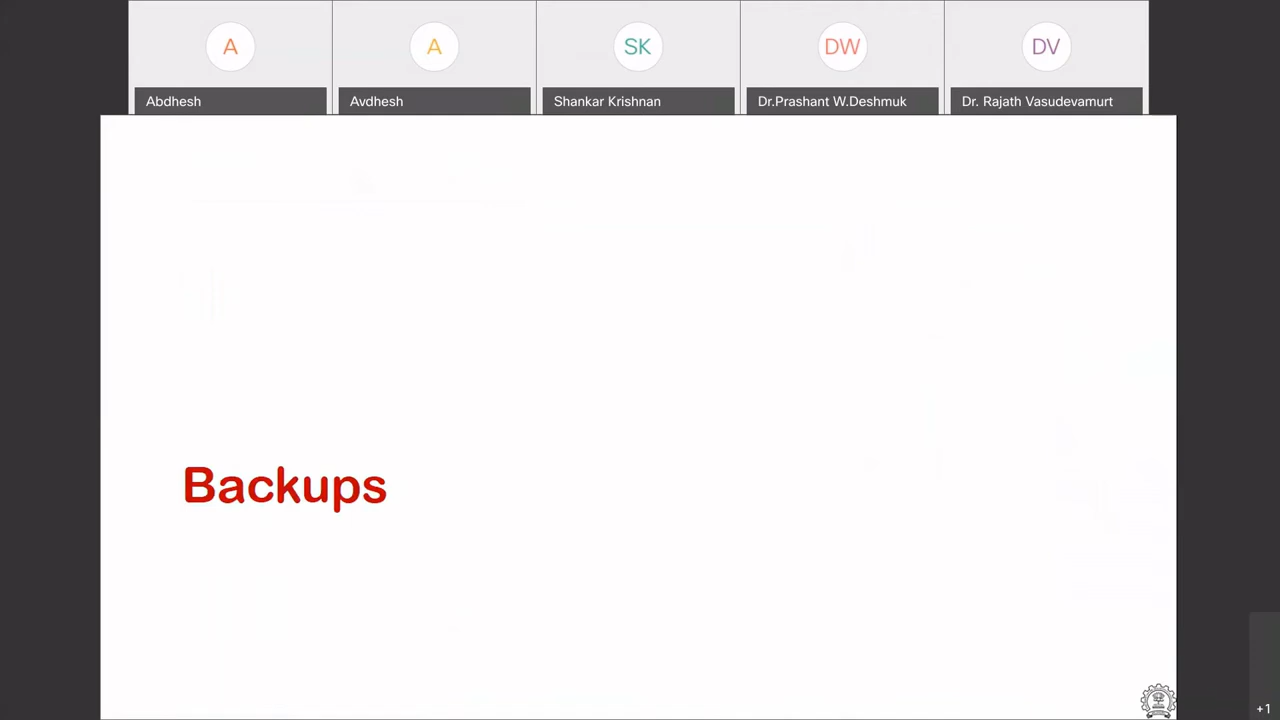 A
A
SK
DW
DV
Abdhesh
Avdhesh
Shankar Krishnan
Dr.Prashant W.Deshmuk
Dr. Rajath Vasudevamurt
Backups
+1